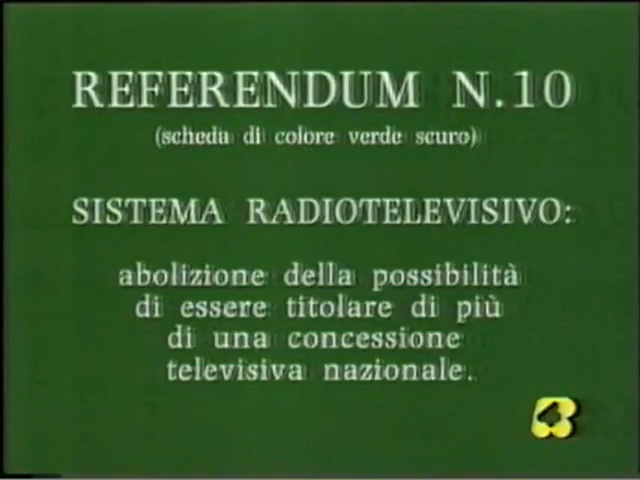 REFERENDUM N.10
(scheda di colore verde scuro)
SISTEMA RADIOTELEVISIVO:
abolizione della possibilità
di essere titolare di più
di una concessione
televisiva nazionale.
4